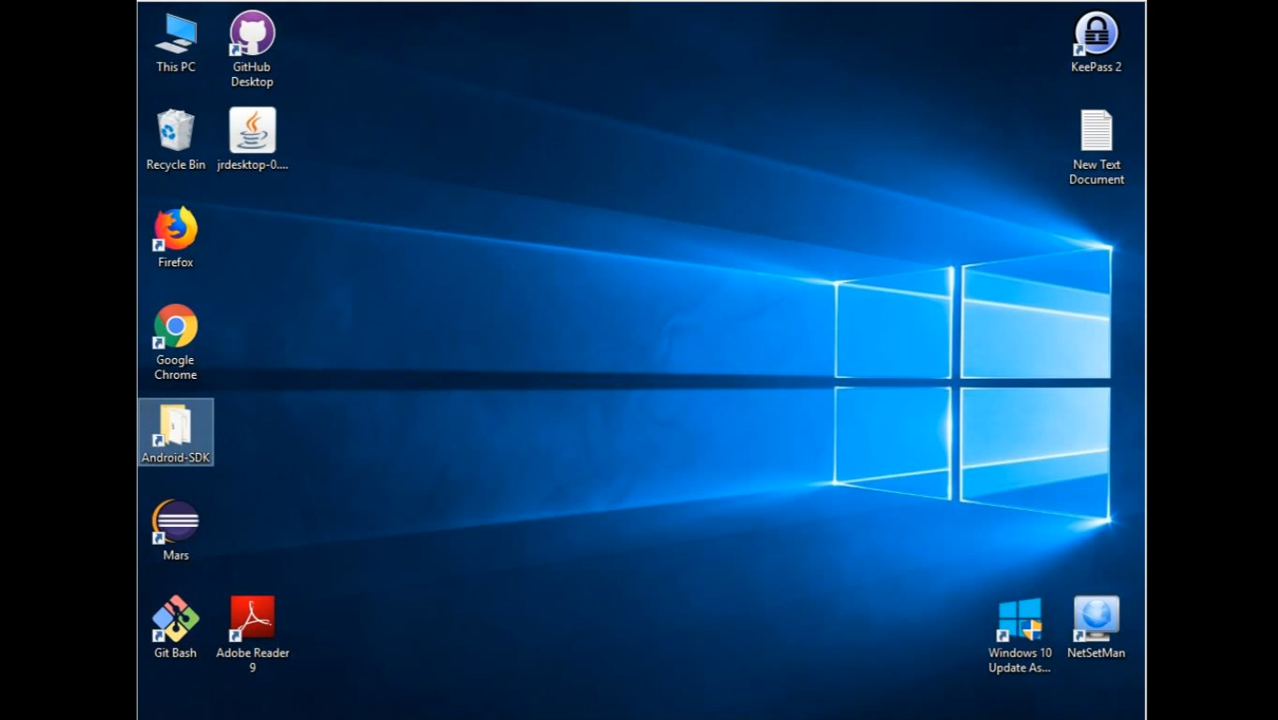 This PC
GitHub
Desktop
KeePass 2
Recycle Bin
jrdesktop-0....
New Text
Document
Firefox
Google
Chrome
Android-SDK
Mars
Git Bash
Adobe Reader
9
Windows 10
Update As...
NetSetMan